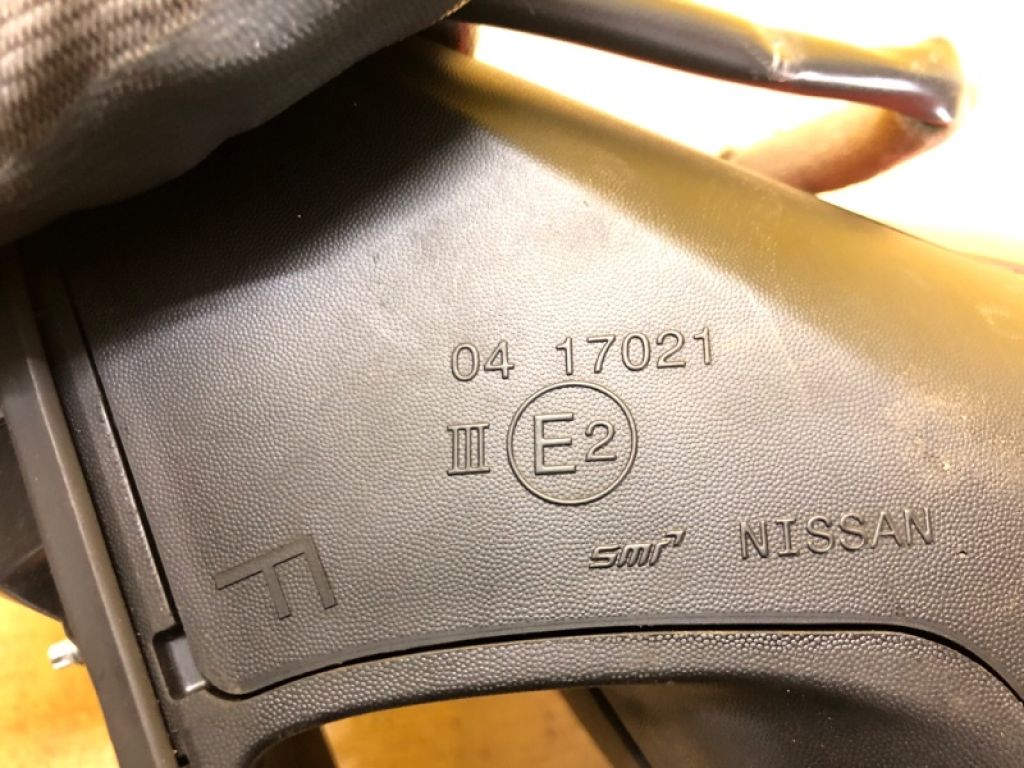 04 17021
III E2
smr NISSAN
F